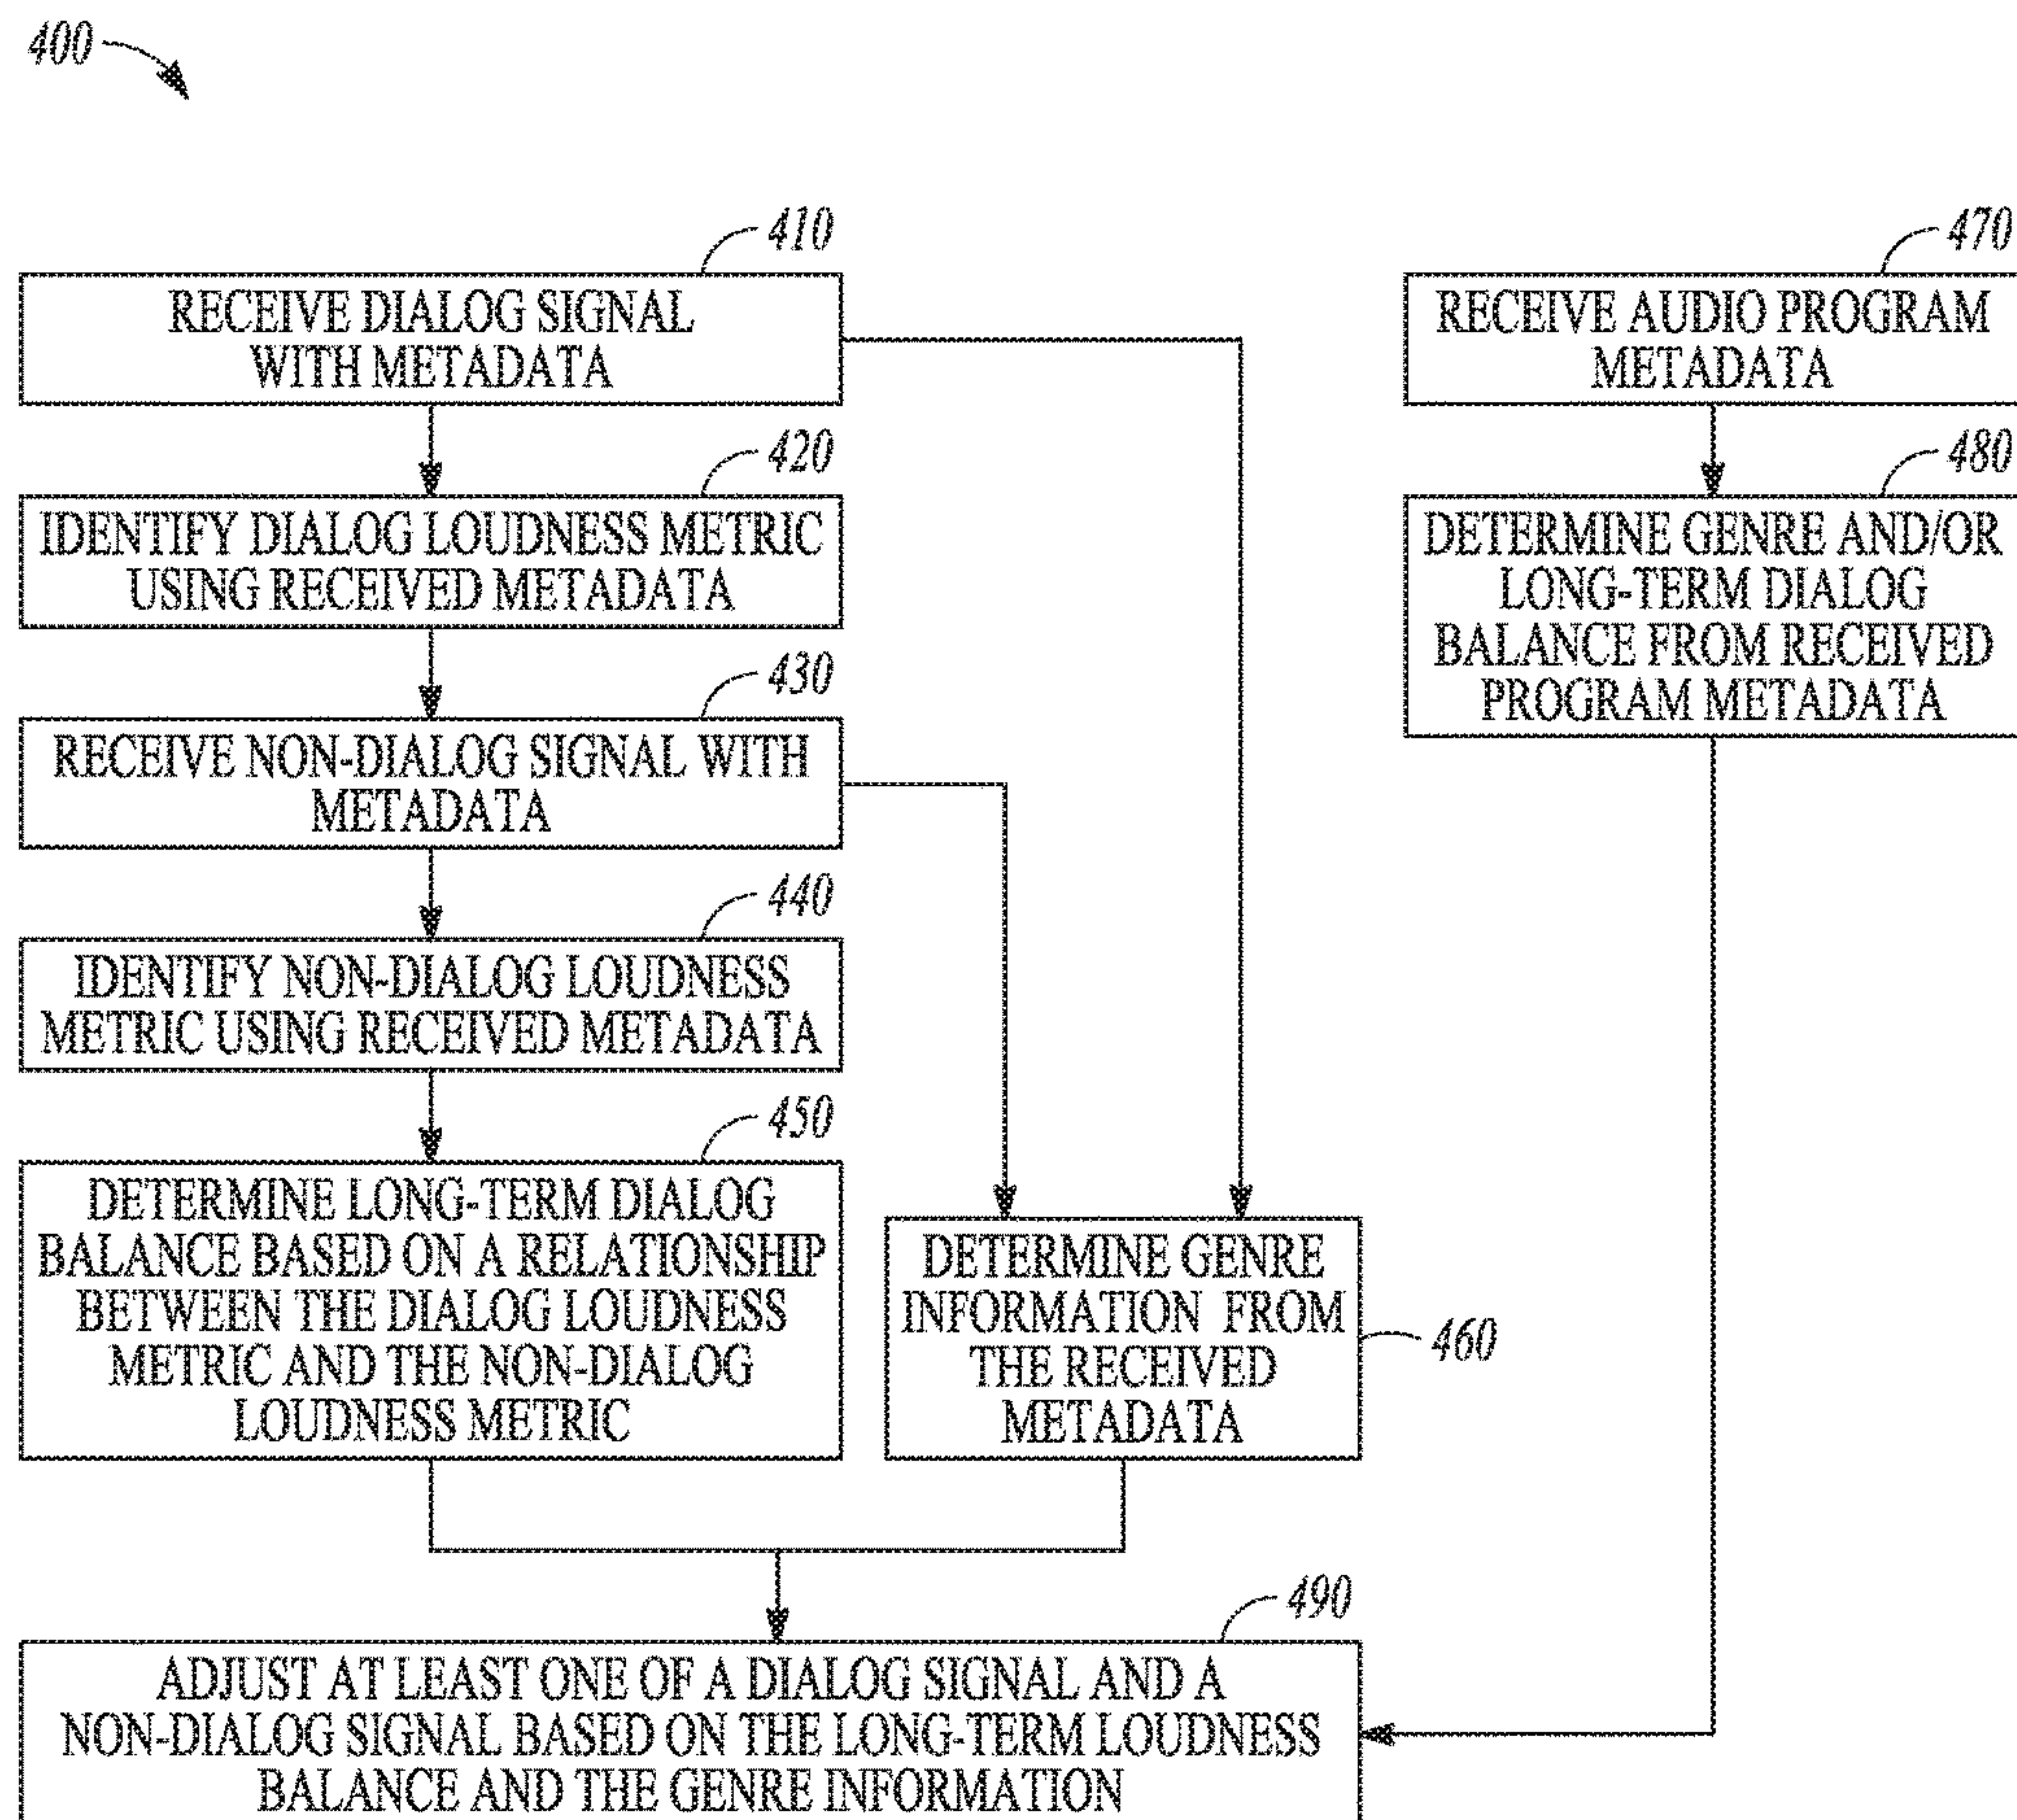 400
410
RECEIVE DIALOG SIGNAL
WITH METADATA
420
IDENTIFY DIALOG LOUDNESS METRIC
USING RECEIVED METADATA
430
RECEIVE NON-DIALOG SIGNAL WITH
METADATA
440
IDENTIFY NON-DIALOG LOUDNESS
METRIC USING RECEIVED METADATA
450
DETERMINE LONG-TERM DIALOG
BALANCE BASED ON A RELATIONSHIP
BETWEEN THE DIALOG LOUDNESS
METRIC AND THE NON-DIALOG
LOUDNESS METRIC
DETERMINE GENRE
INFORMATION FROM
THE RECEIVED
METADATA
460
470
RECEIVE AUDIO PROGRAM
METADATA
480
DETERMINE GENRE AND/OR
LONG-TERM DIALOG
BALANCE FROM RECEIVED
PROGRAM METADATA
490
ADJUST AT LEAST ONE OF A DIALOG SIGNAL AND A
NON-DIALOG SIGNAL BASED ON THE LONG-TERM LOUDNESS
BALANCE AND THE GENRE INFORMATION